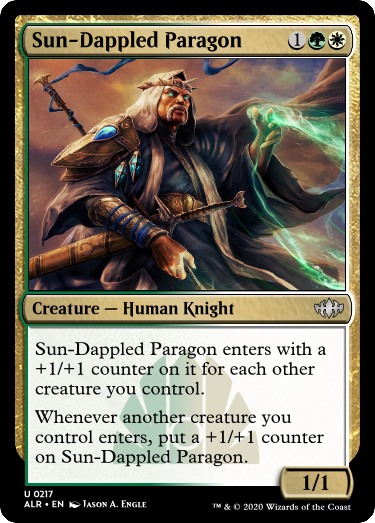 Sun-Dappled Paragon 1
Creature — Human Knight
Sun-Dappled Paragon enters with a
+1/+1 counter on it for each other
creature you control.
Whenever another creature you
control enters, put a +1/+1 counter
on Sun-Dappled Paragon.
1/1
U 0217
ALR • EN Jason A. Engle ™ & © 2020 Wizards of the Coast